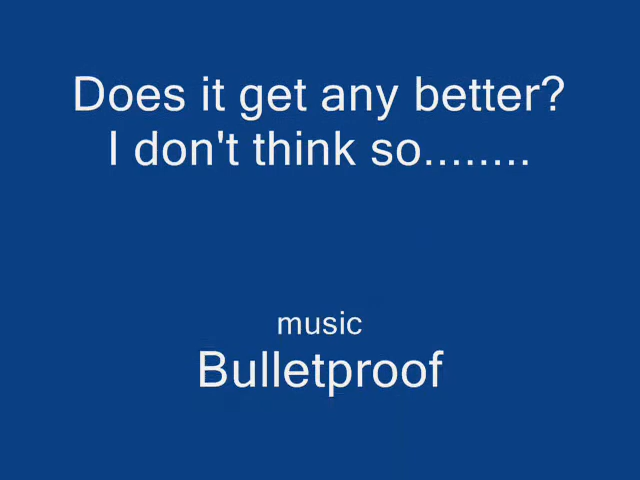 Does it get any better?
I don't think so........
music
Bulletproof